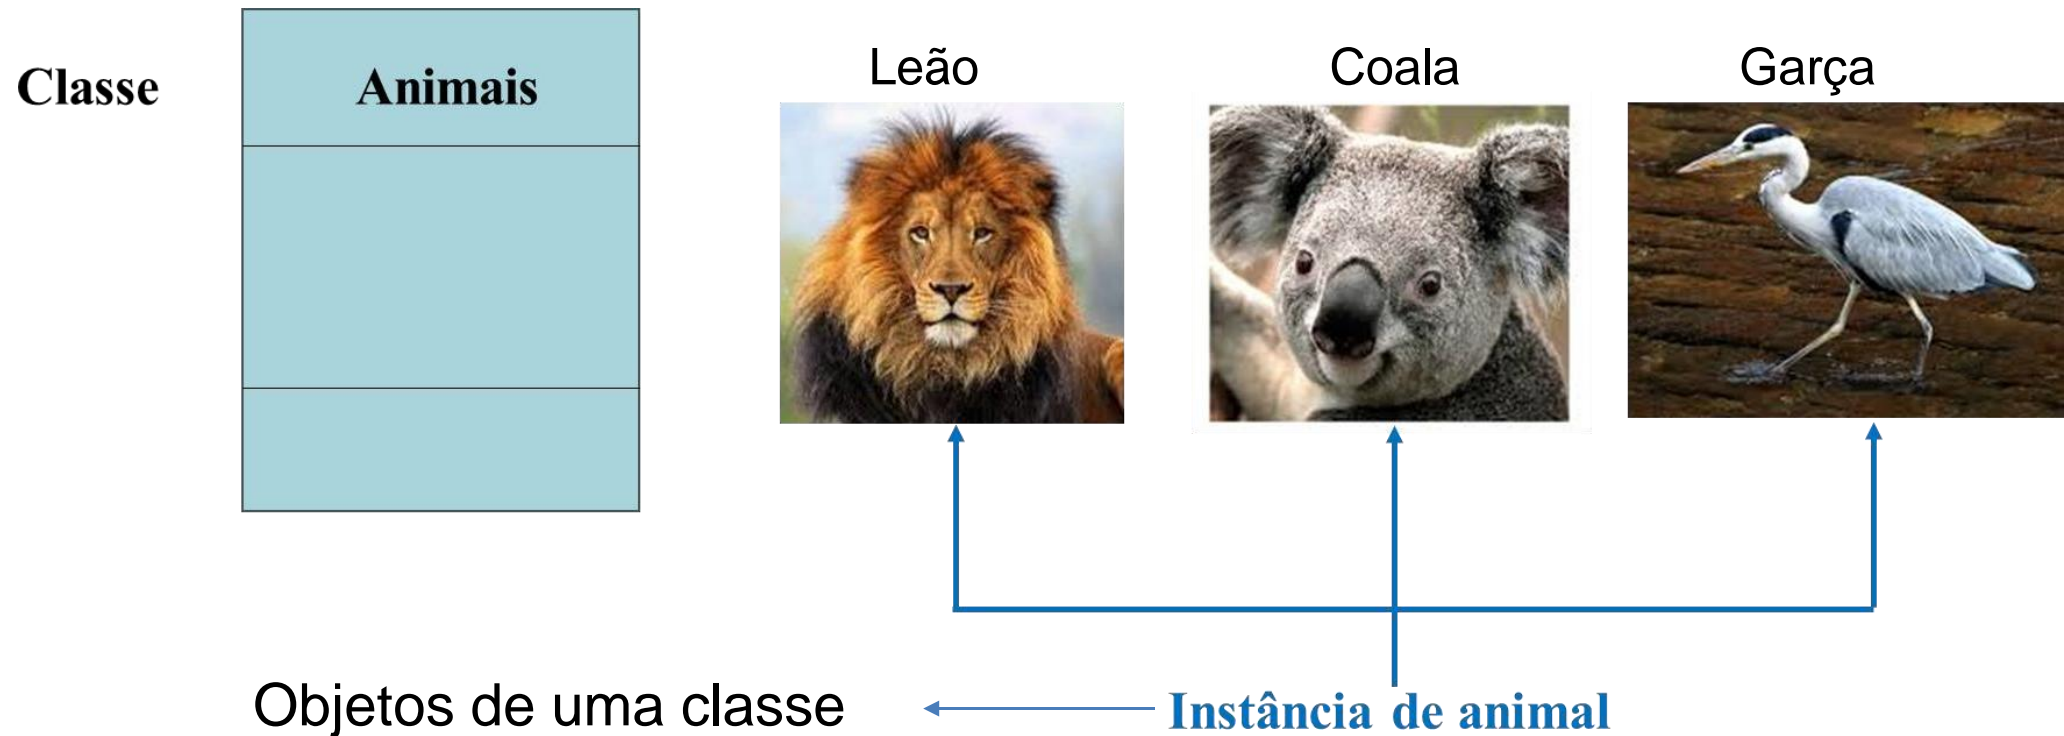 Classe
Animais
Leão
Coala
Garça
Objetos de uma classe
Instância de animal